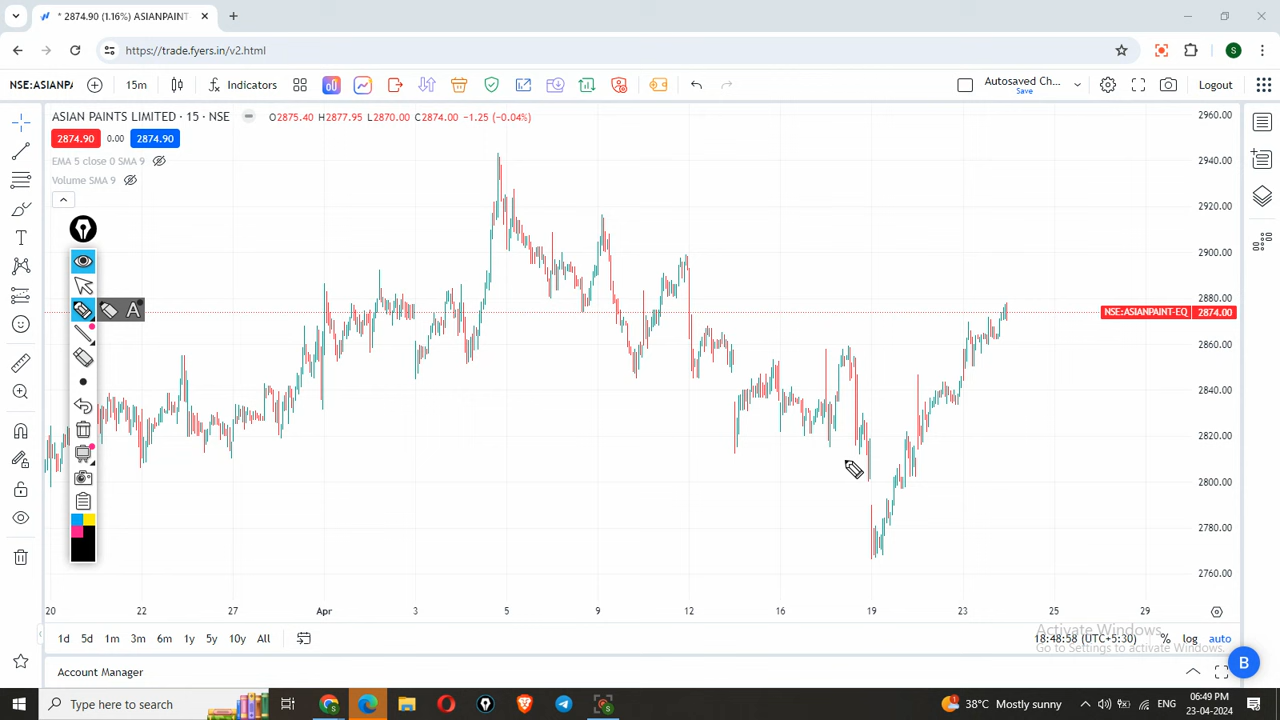 * 2874.90 (1.16%) ASIANPAINT
https://trade.fyers.in/v2.html
S
NSE:ASIANPA
15m
Indicators
Autosaved Ch...
Save
Logout
ASIAN PAINTS LIMITED · 15 · NSE
O2875.40 H2877.95 L2870.00 C2874.00 −1.25 (−0.04%)
2874.90
0.00
2874.90
EMA 5 close 0 SMA 9
Volume SMA 9
A
2960.00
2940.00
2920.00
2900.00
2880.00
NSE:ASIANPAINT-EQ
2874.00
2860.00
2840.00
2820.00
2800.00
2780.00
2760.00
20
22
27
Apr
3
5
9
12
16
19
23
25
29
1d
5d
1m
3m
6m
1y
5y
10y
All
18:48:58 (UTC+5:30)
%
log
auto
Activate Windows
Go to Settings to activate Windows.
Account Manager
B
Type here to search
38°C Mostly sunny
ENG
06:49 PM
23-04-2024